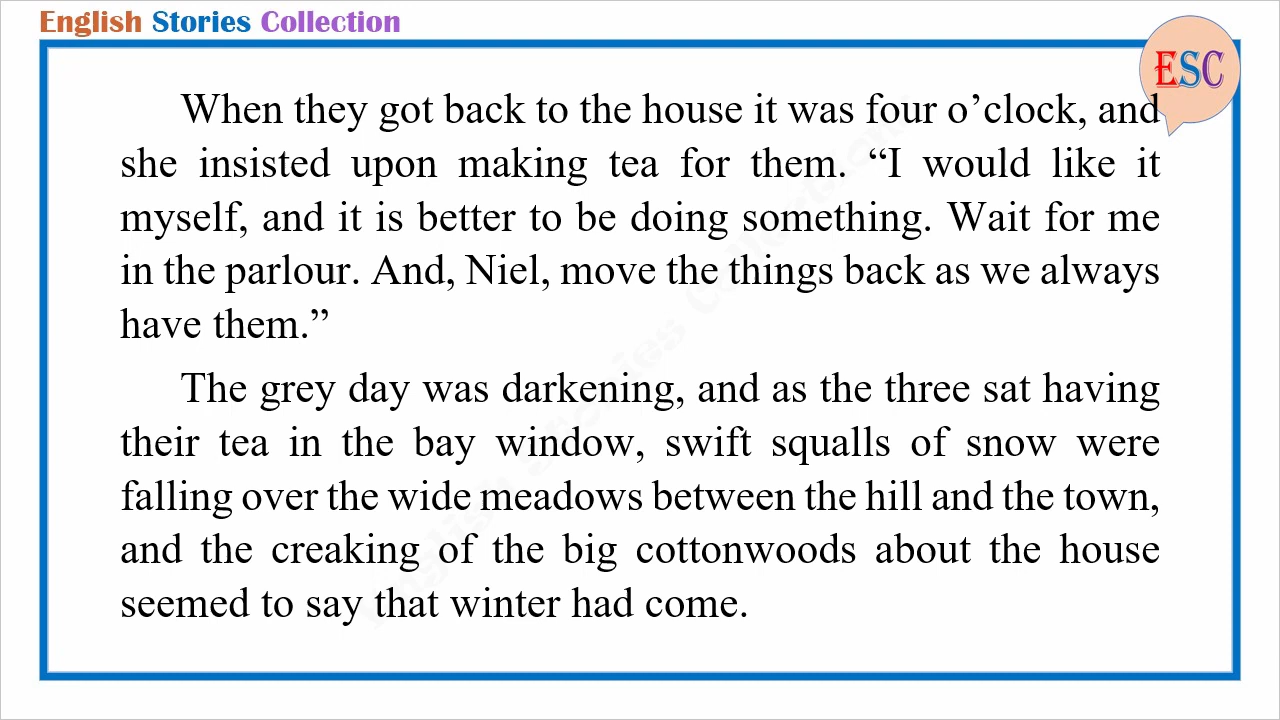 English Stories Collection
ESC
When they got back to the house it was four o’clock, and
she insisted upon making tea for them. “I would like it
myself, and it is better to be doing something. Wait for me
in the parlour. And, Niel, move the things back as we always
have them.”
The grey day was darkening, and as the three sat having
their tea in the bay window, swift squalls of snow were
falling over the wide meadows between the hill and the town,
and the creaking of the big cottonwoods about the house
seemed to say that winter had come.
English Stories Collection